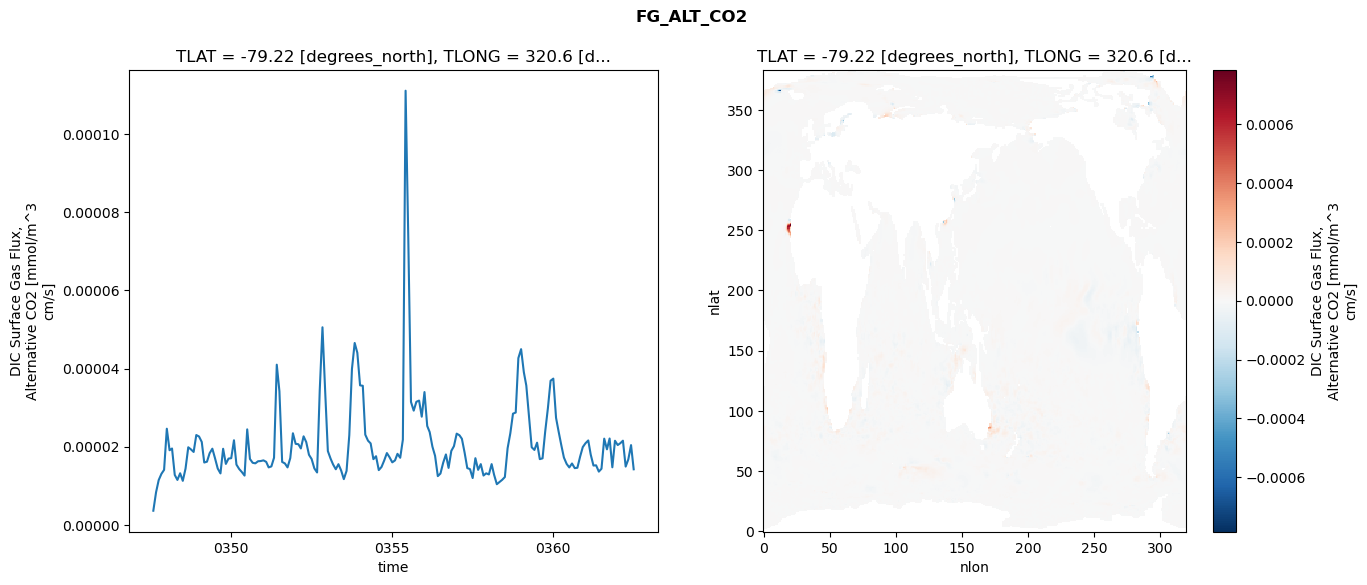 FG_ALT_CO2
TLAT = -79.22 [degrees_north], TLONG = 320.6 [d...
DIC Surface Gas Flux,
Alternative CO2 [mmol/m^3
cm/s]
0.00010
0.00008
0.00006
0.00004
0.00002
0.00000
0350
0355
0360
time
TLAT = -79.22 [degrees_north], TLONG = 320.6 [d...
nlat
350
300
250
200
150
100
50
0
0
50
100
150
200
250
300
nlon
0.0006
0.0004
0.0002
0.0000
−0.0002
−0.0004
−0.0006
DIC Surface Gas Flux,
Alternative CO2 [mmol/m^3
cm/s]